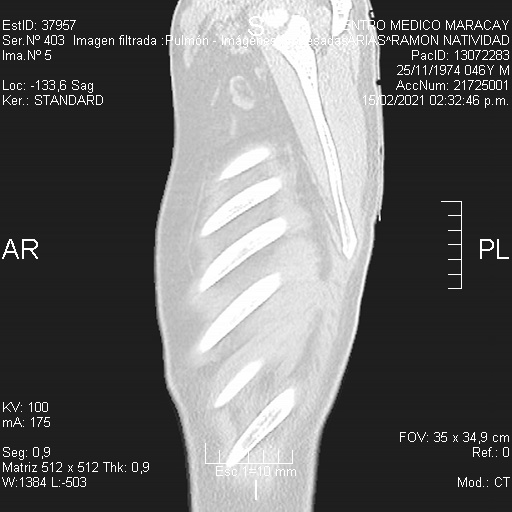 EstID: 37957
Ser.Nº 403 Imagen filtrada :Pulmón - Imágenes
Ima.Nº 5
Loc: -133,6 Sag
Ker.: STANDARD
S
ENTRO MEDICO MARACAY
RAMON NATIVIDAD
PacID: 13072283
25/11/1974 046Y M
AccNum: 21725001
15/02/2021 02:32:46 p.m.
AR
PL
KV: 100
mA: 175
Seg: 0,9
Matriz 512 x 512 Thk: 0,9
W:1384 L:-503
Esc.1=10 mm
I
FOV: 35 x 34,9 cm
Ref.: 0
Mod.: CT